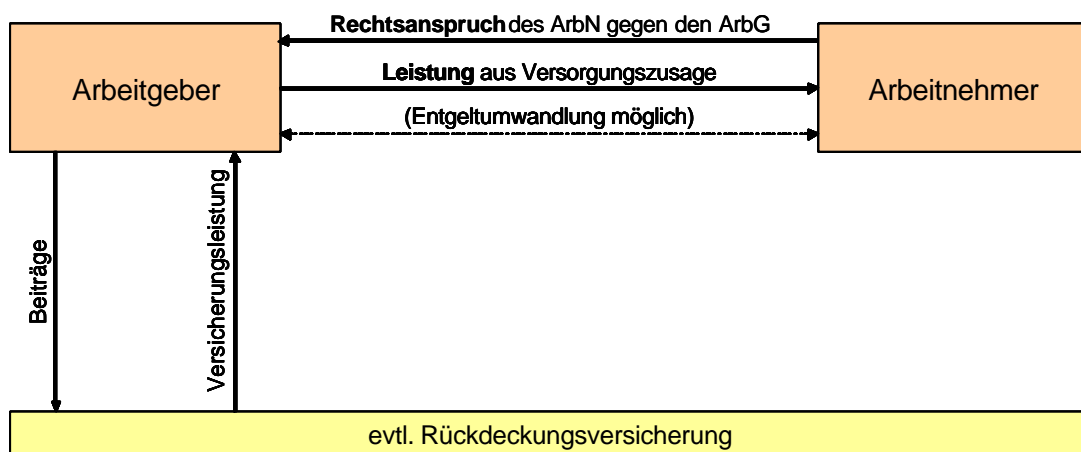 Rechtsanspruch des ArbN gegen den ArbG
Arbeitgeber
Leistung aus Versorgungszusage
Arbeitnehmer
(Entgeltumwandlung möglich)
Beiträge
Versicherungsleistung
evtl. Rückdeckungsversicherung